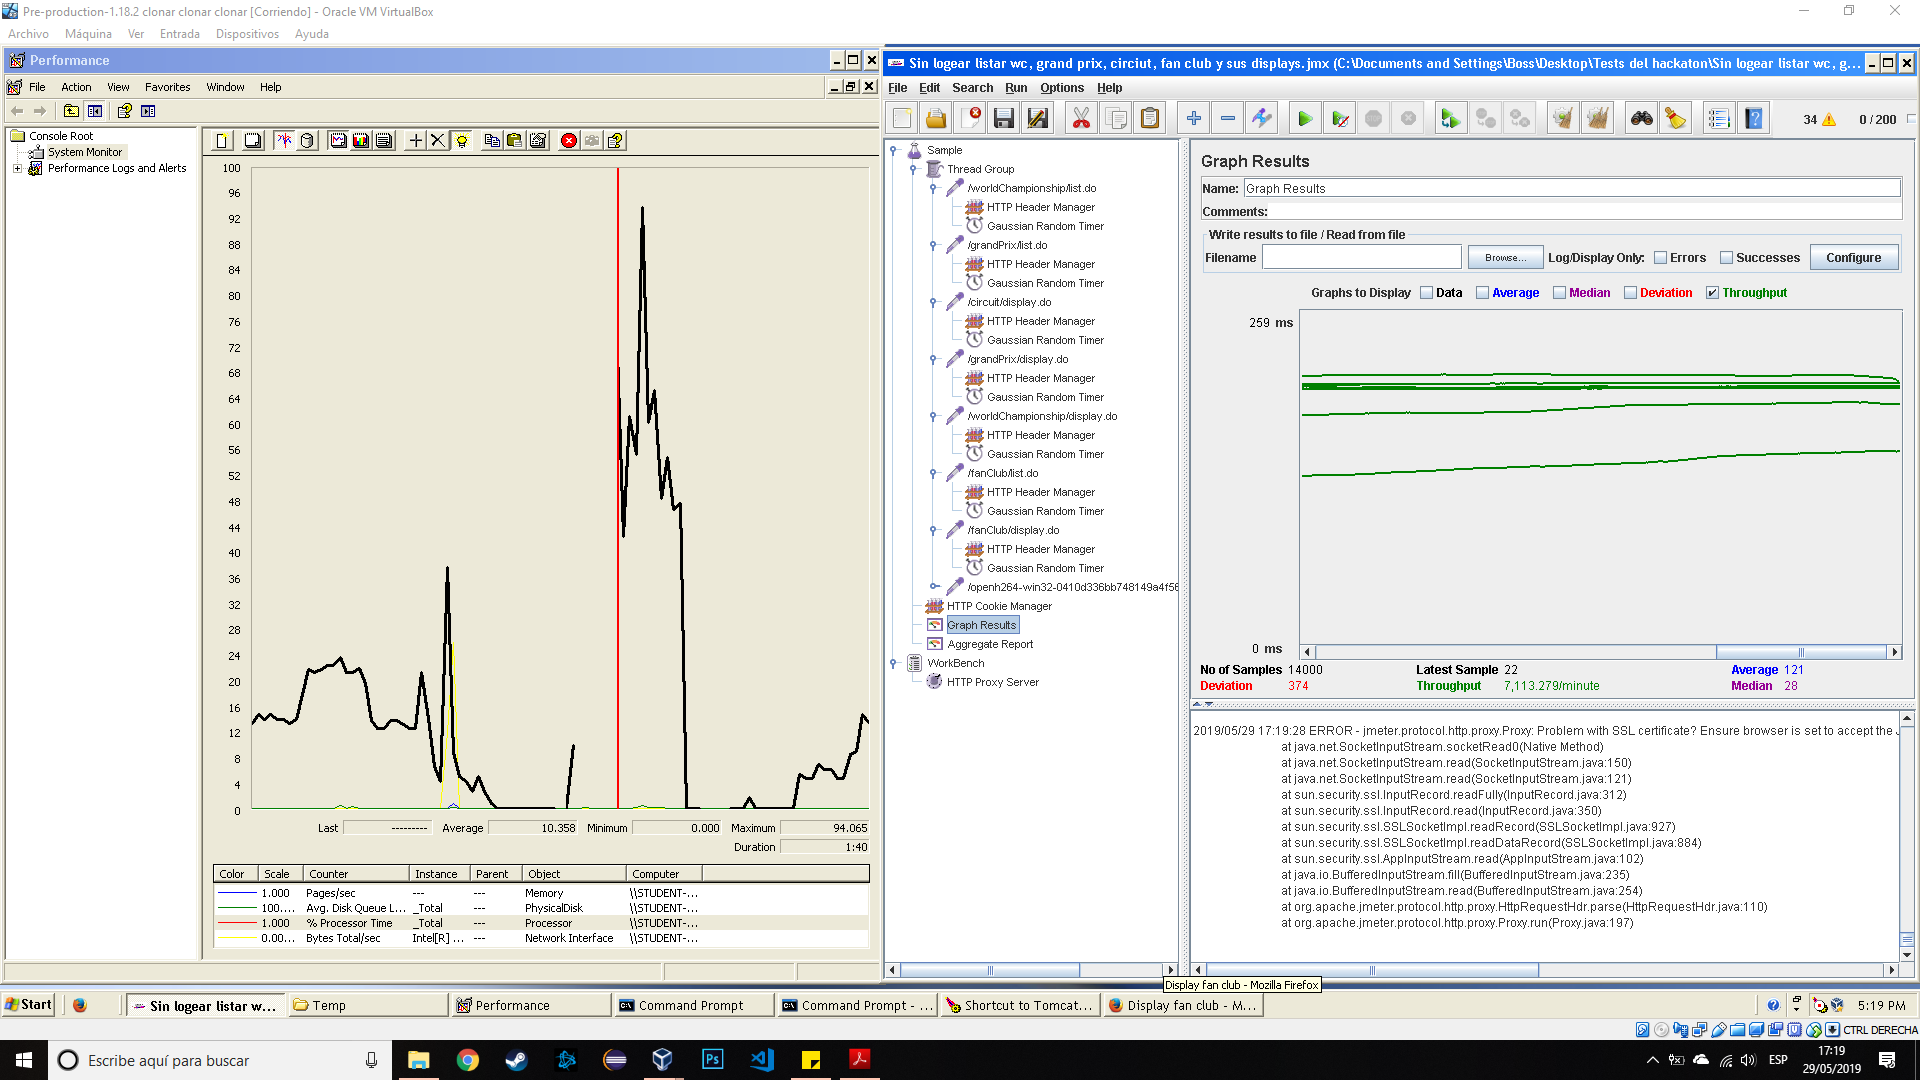 Pre-production-1.18.2 clonar clonar clonar [Corriendo] - Oracle VM VirtualBox
Archivo Máquina Ver Entrada Dispositivos Ayuda
Performance
File Action View Favorites Window Help
Console Root
System Monitor
Performance Logs and Alerts
100
96
92
88
84
80
76
72
68
64
60
56
52
48
44
40
36
32
28
24
20
16
12
8
4
0
Last --------- Average 10.358 Minimum 0.000 Maximum 94.065
Duration 1:40
Color Scale Counter Instance Parent Object Computer
1.000 Pages/sec --- --- Memory \\STUDENT-...
100.... Avg. Disk Queue L... _Total --- PhysicalDisk \\STUDENT-...
1.000 % Processor Time _Total --- Processor \\STUDENT-...
0.00... Bytes Total/sec Intel[R] ... --- Network Interface \\STUDENT-...
Sin logear listar wc, grand prix, circiut, fan club y sus displays.jmx (C:\Documents and Settings\Boss\Desktop\Tests del hackaton\Sin logear listar wc, g...
File Edit Search Run Options Help
34 0 / 200
Sample
Thread Group
/worldChampionship/list.do
HTTP Header Manager
Gaussian Random Timer
/grandPrix/list.do
HTTP Header Manager
Gaussian Random Timer
/circuit/display.do
HTTP Header Manager
Gaussian Random Timer
/grandPrix/display.do
HTTP Header Manager
Gaussian Random Timer
/worldChampionship/display.do
HTTP Header Manager
Gaussian Random Timer
/fanClub/list.do
HTTP Header Manager
Gaussian Random Timer
/fanClub/display.do
HTTP Header Manager
Gaussian Random Timer
/openh264-win32-0410d336bb748149a4f56
HTTP Cookie Manager
Graph Results
Aggregate Report
WorkBench
HTTP Proxy Server
Graph Results
Name: Graph Results
Comments:
Write results to file / Read from file
Filename Browse... Log/Display Only: Errors Successes Configure
Graphs to Display Data Average Median Deviation Throughput
259 ms
0 ms
No of Samples 14000 Latest Sample 22 Average 121
Deviation 374 Throughput 7,113.279/minute Median 28
2019/05/29 17:19:28 ERROR - jmeter.protocol.http.proxy.Proxy: Problem with SSL certificate? Ensure browser is set to accept the
at java.net.SocketInputStream.socketRead0(Native Method)
at java.net.SocketInputStream.read(SocketInputStream.java:150)
at java.net.SocketInputStream.read(SocketInputStream.java:121)
at sun.security.ssl.InputRecord.readFully(InputRecord.java:312)
at sun.security.ssl.InputRecord.read(InputRecord.java:350)
at sun.security.ssl.SSLSocketImpl.readRecord(SSLSocketImpl.java:927)
at sun.security.ssl.SSLSocketImpl.readDataRecord(SSLSocketImpl.java:884)
at sun.security.ssl.AppInputStream.read(AppInputStream.java:102)
at java.io.BufferedInputStream.fill(BufferedInputStream.java:235)
at java.io.BufferedInputStream.read(BufferedInputStream.java:254)
at org.apache.jmeter.protocol.http.proxy.HttpRequestHdr.parse(HttpRequestHdr.java:110)
at org.apache.jmeter.protocol.http.proxy.Proxy.run(Proxy.java:197)
Display fan club - Mozilla Firefox
Start Sin logear listar w... Temp Performance Command Prompt Command Prompt - ... Shortcut to Tomcat... Display fan club - M... 5:19 PM
CTRL DERECHA
Escribe aquí para buscar
Ps
ESP
17:19
29/05/2019